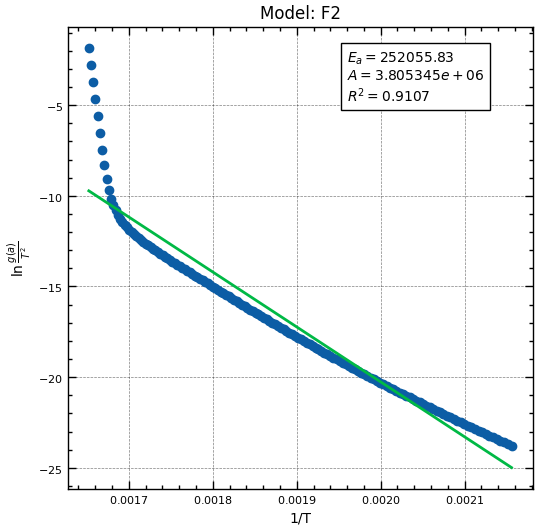 Model: F2
E_a = 252055.83
A = 3.805345e + 06
R^2 = 0.9107
ln g(a)/T^2
−5
−10
−15
−20
−25
0.0017 0.0018 0.0019 0.0020 0.0021
1/T